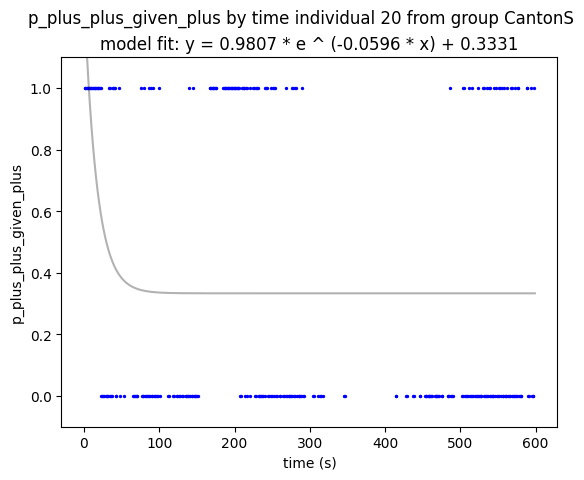 p_plus_plus_given_plus by time individual 20 from group CantonS
model fit: y = 0.9807 * e ^ (-0.0596 * x) + 0.3331
1.0
0.8
0.6
0.4
0.2
0.0
p_plus_plus_given_plus
0 100 200 300 400 500 600
time (s)